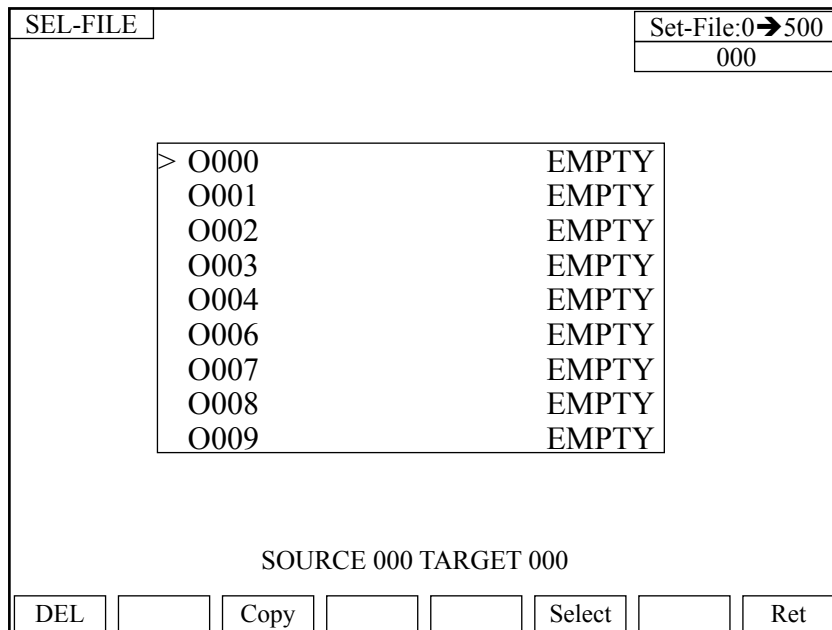 SEL-FILE
Set-File:0➔500
000
> O000 EMPTY
O001 EMPTY
O002 EMPTY
O003 EMPTY
O004 EMPTY
O006 EMPTY
O007 EMPTY
O008 EMPTY
O009 EMPTY
SOURCE 000 TARGET 000
DEL Copy Select Ret